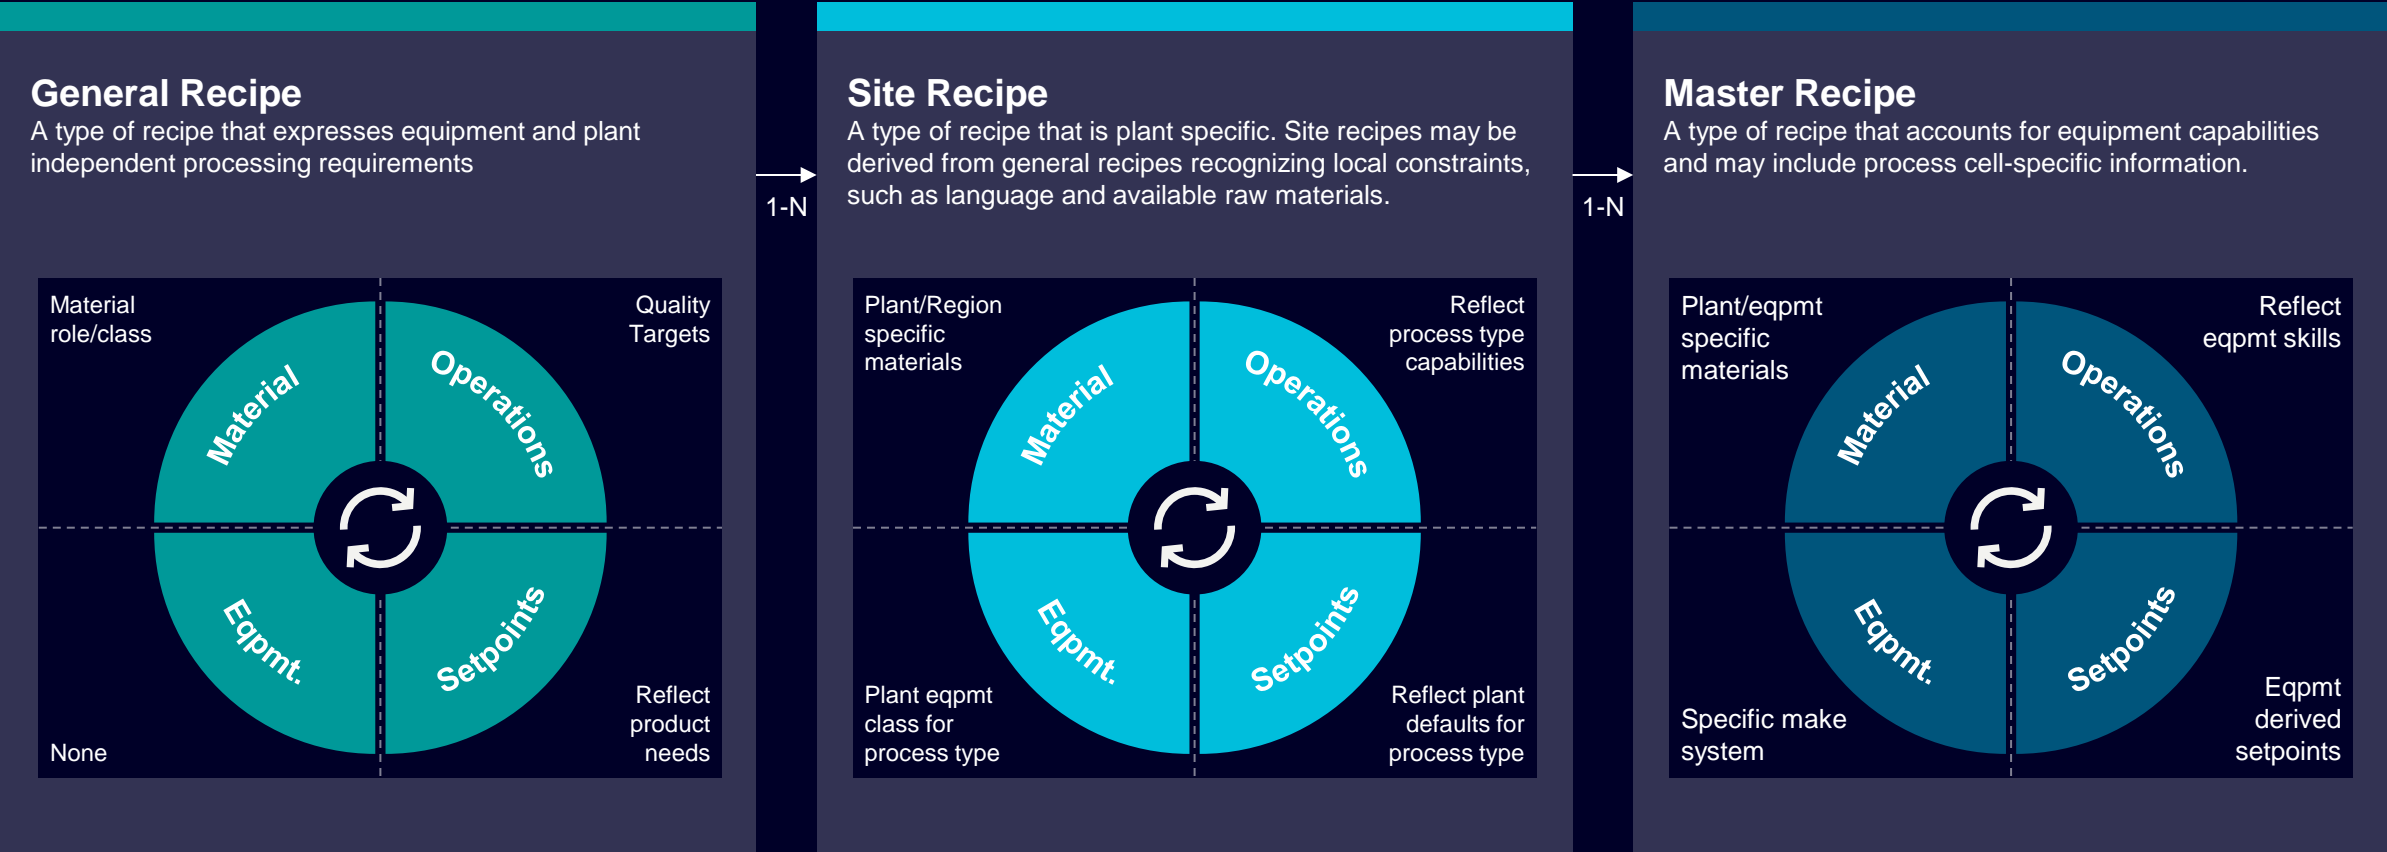 General Recipe
A type of recipe that expresses equipment and plant
independent processing requirements
Material
role/class
Quality
Targets
Material
Operations
Eqpmt.
Setpoints
None
Reflect
product
needs
1-N
Site Recipe
A type of recipe that is plant specific. Site recipes may be
derived from general recipes recognizing local constraints,
such as language and available raw materials.
Plant/Region
specific
materials
Reflect
process type
capabilities
Material
Operations
Eqpmt.
Setpoints
Plant eqpmt
class for
process type
Reflect plant
defaults for
process type
1-N
Master Recipe
A type of recipe that accounts for equipment capabilities
and may include process cell-specific information.
Plant/eqpmt
specific
materials
Reflect
eqpmt skills
Material
Operations
Eqpmt.
Setpoints
Specific make
system
Eqpmt
derived
setpoints